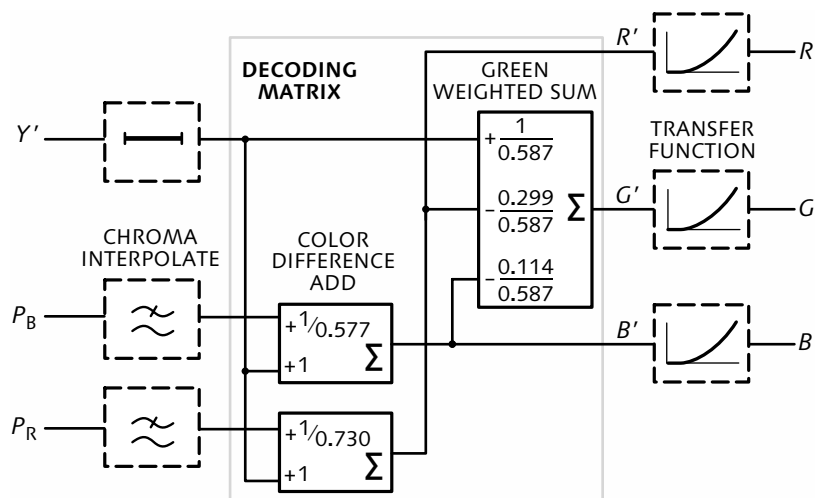 R’
R
DECODING
MATRIX
GREEN
WEIGHTED SUM
Y’
+ 1/0.587
TRANSFER
FUNCTION
- 0.299/0.587
Σ
G’
G
CHROMA
INTERPOLATE
COLOR
DIFFERENCE
ADD
- 0.114/0.587
PB
+1/0.577
Σ
+1
B’
B
PR
+1/0.730
Σ
+1